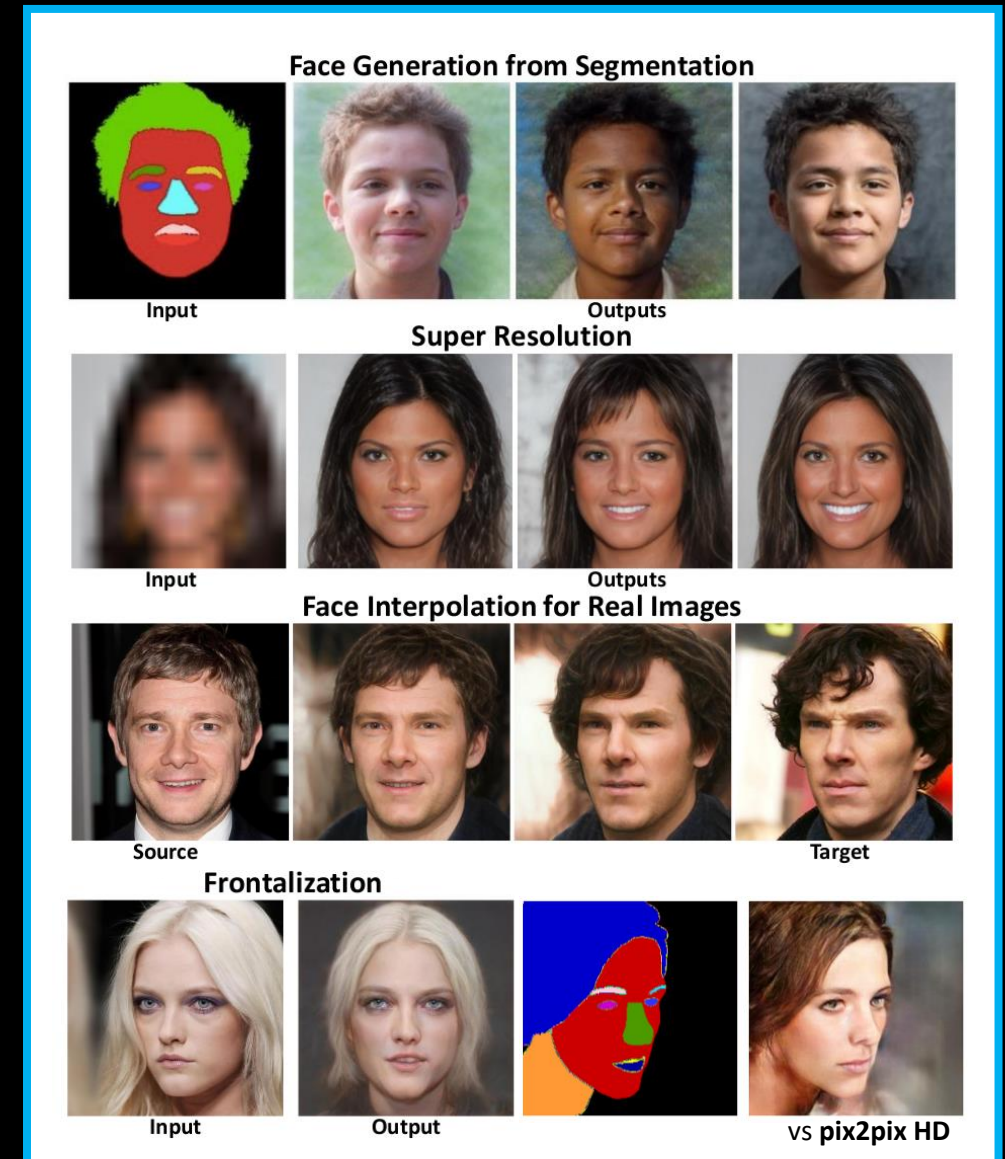 Face Generation from Segmentation
Input
Outputs
Super Resolution
Input
Outputs
Face Interpolation for Real Images
Source
Target
Frontalization
Input
Output
vs pix2pix HD